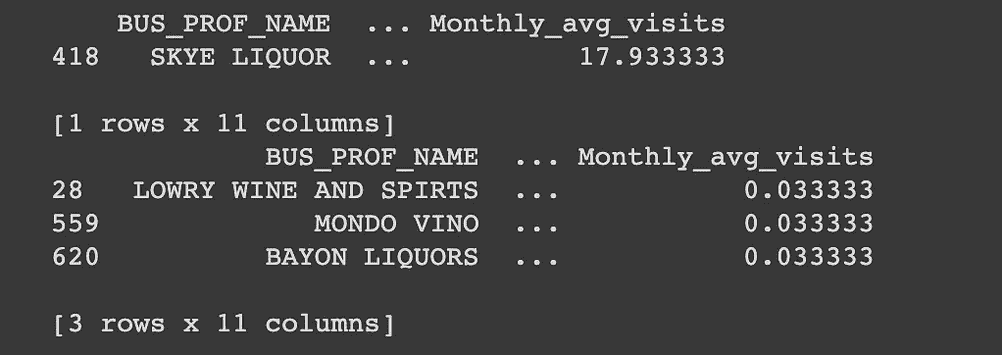 BUS_PROF_NAME ... Monthly_avg_visits
418 SKYE LIQUOR ... 17.933333
[1 rows x 11 columns]
BUS_PROF_NAME ... Monthly_avg_visits
28 LOWRY WINE AND SPIRTS ... 0.033333
559 MONDO VINO ... 0.033333
620 BAYON LIQUORS ... 0.033333
[3 rows x 11 columns]